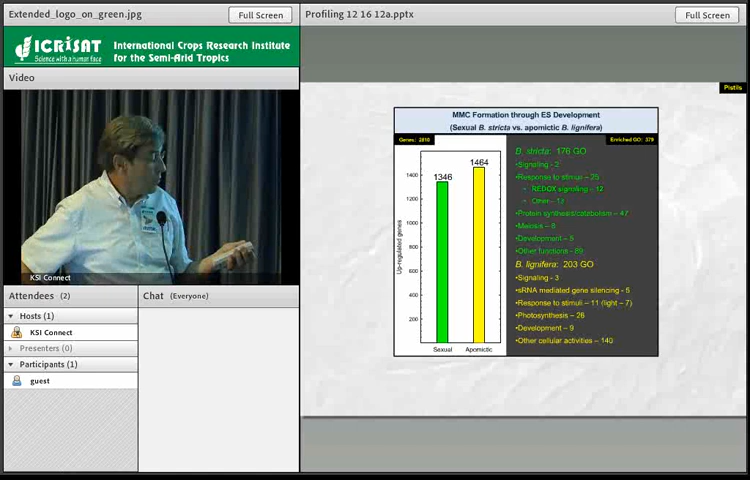 Extended_logo_on_green.jpg
Full Screen
ICRISAT
Science with a human face
International Crops Research Institute
for the Semi-Arid Tropics
Video
KSI Connect
Attendees (2)
Hosts (1)
KSI Connect
Presenters (0)
Participants (1)
guest
Chat (Everyone)
Profiling 12 16 12a.pptx
Full Screen
Pistils
MMC Formation through ES Development
(Sexual B. stricta vs. apomictic B. lignifera)
Genes: 2810
Enriched GO: 379
Up-regulated genes
1400
1200
1000
800
600
400
200
1346
1464
Sexual
Apomictic
B. stricta: 176 GO
•Signaling - 2
•Response to stimuli – 25
• REDOX signaling – 12
• Other – 13
•Protein synthesis/catabolism – 47
•Meiosis – 8
•Development – 5
•Other functions – 89
B. lignifera: 203 GO
•Signaling – 3
•sRNA mediated gene silencing - 5
•Response to stimuli – 11 (light – 7)
•Photosynthesis – 26
•Development – 9
•Other cellular activities – 140